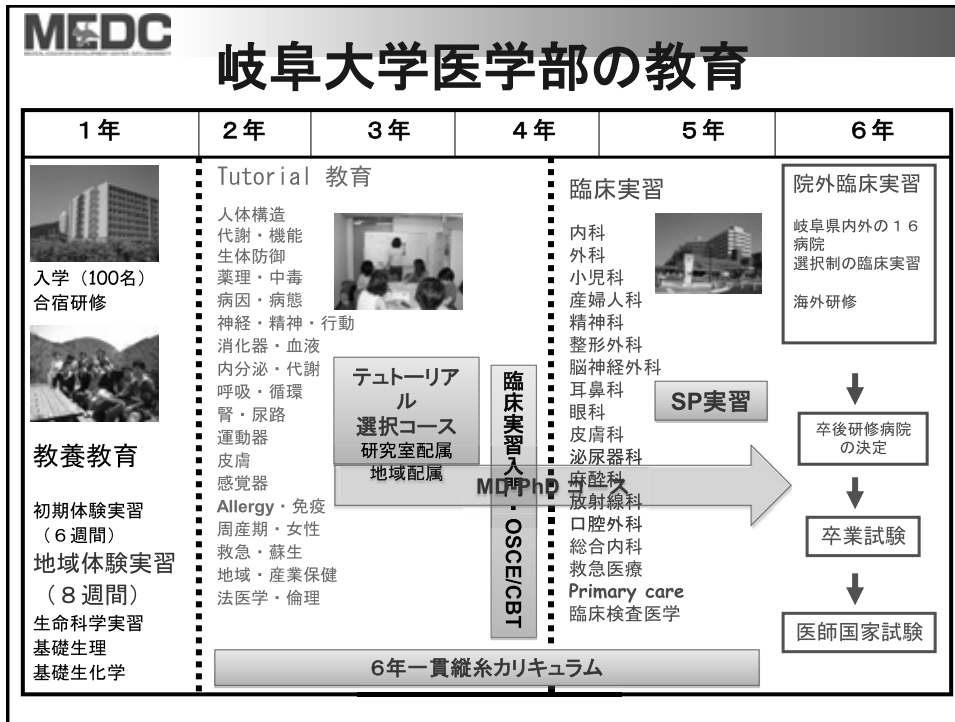 MEDC
岐阜大学医学部の教育
１年
２年
３年
４年
５年
６年
入学（100名）
合宿研修
教養教育
初期体験実習
（６週間）
地域体験実習
（８週間）
生命科学実習
基礎生理
基礎生化学
Tutorial 教育
人体構造
代謝・機能
生体防御
薬理・中毒
病因・病態
神経・精神・行動
消化器・血液
内分泌・代謝
呼吸・循環
腎・尿路
運動器
皮膚
感覚器
Allergy・免疫
周産期・女性
救急・蘇生
地域・産業保健
法医学・倫理
テュトーリア
ル
選択コース
研究室配属
地域配属
臨床実習入門・OSCE/CBT
MD PhD コース
臨床実習
内科
外科
小児科
産婦人科
精神科
整形外科
脳神経外科
耳鼻科
眼科
皮膚科
泌尿器科
麻酔科
放射線科
口腔外科
総合内科
救急医療
Primary care
臨床検査医学
SP実習
院外臨床実習
岐阜県内外の１６
病院
選択制の臨床実習
海外研修
卒後研修病院
の決定
卒業試験
医師国家試験
６年一貫縦糸カリキュラム